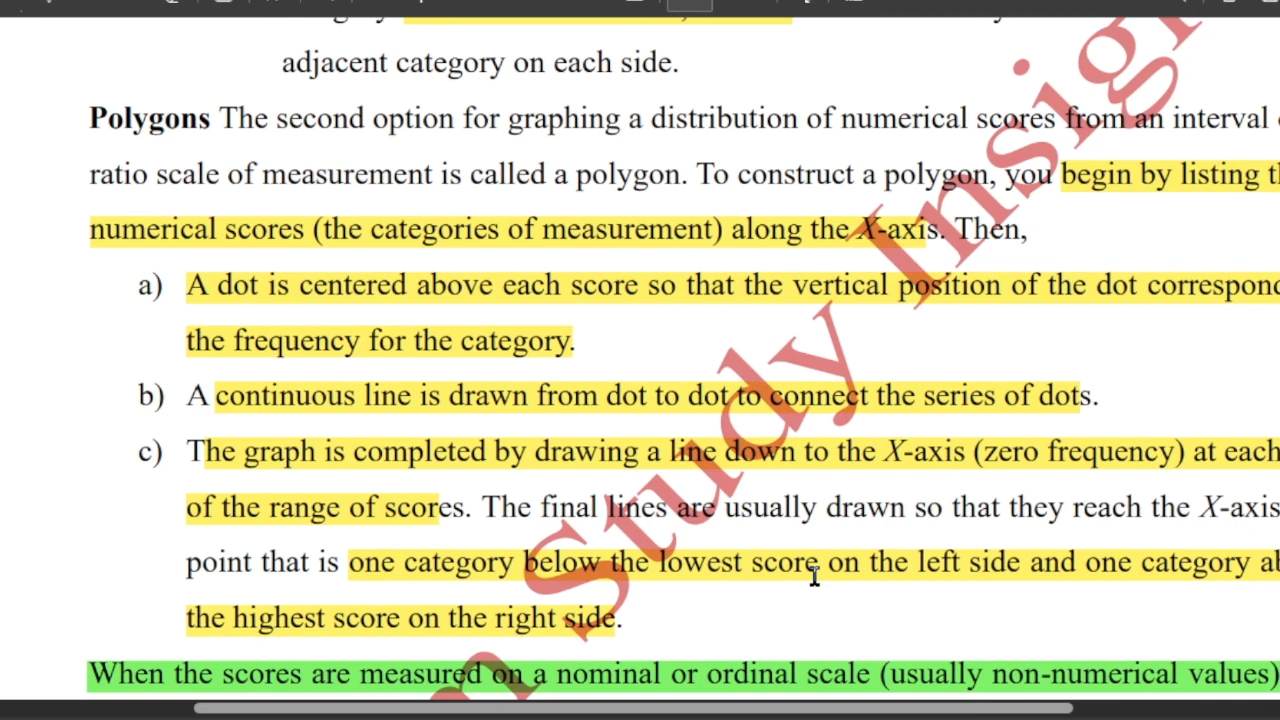 adjacent category on each side.
Polygons The second option for graphing a distribution of numerical scores from an interval
ratio scale of measurement is called a polygon. To construct a polygon, you begin by listing
numerical scores (the categories of measurement) along the X-axis. Then,
a) A dot is centered above each score so that the vertical position of the dot correspond
the frequency for the category.
b) A continuous line is drawn from dot to dot to connect the series of dots.
c) The graph is completed by drawing a line down to the X-axis (zero frequency) at each
of the range of scores. The final lines are usually drawn so that they reach the X-axis
point that is one category below the lowest score on the left side and one category
the highest score on the right side.
When the scores are measured on a nominal or ordinal scale (usually non-numerical values)
m Study Insig